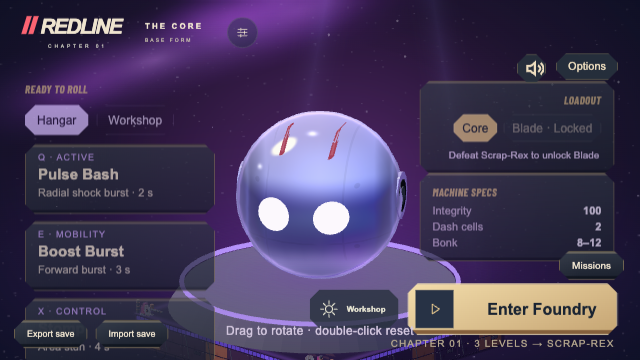 REDLINE
CHAPTER 01
THE CORE
BASE FORM
Options
READY TO ROLL
Hangar
Workshop
Q · ACTIVE
Pulse Bash
Radial shock burst · 2 s
E · MOBILITY
Boost Burst
Forward burst · 3 s
X · CONTROL
Area stun · 4 s
Export save
Import save
LOADOUT
Core
Blade · Locked
Defeat Scrap-Rex to unlock Blade
MACHINE SPECS
Integrity 100
Dash cells 2
Bonk 8–12
Missions
Workshop
Enter Foundry
Drag to rotate · double-click reset
CHAPTER 01 · 3 LEVELS → SCRAP-REX